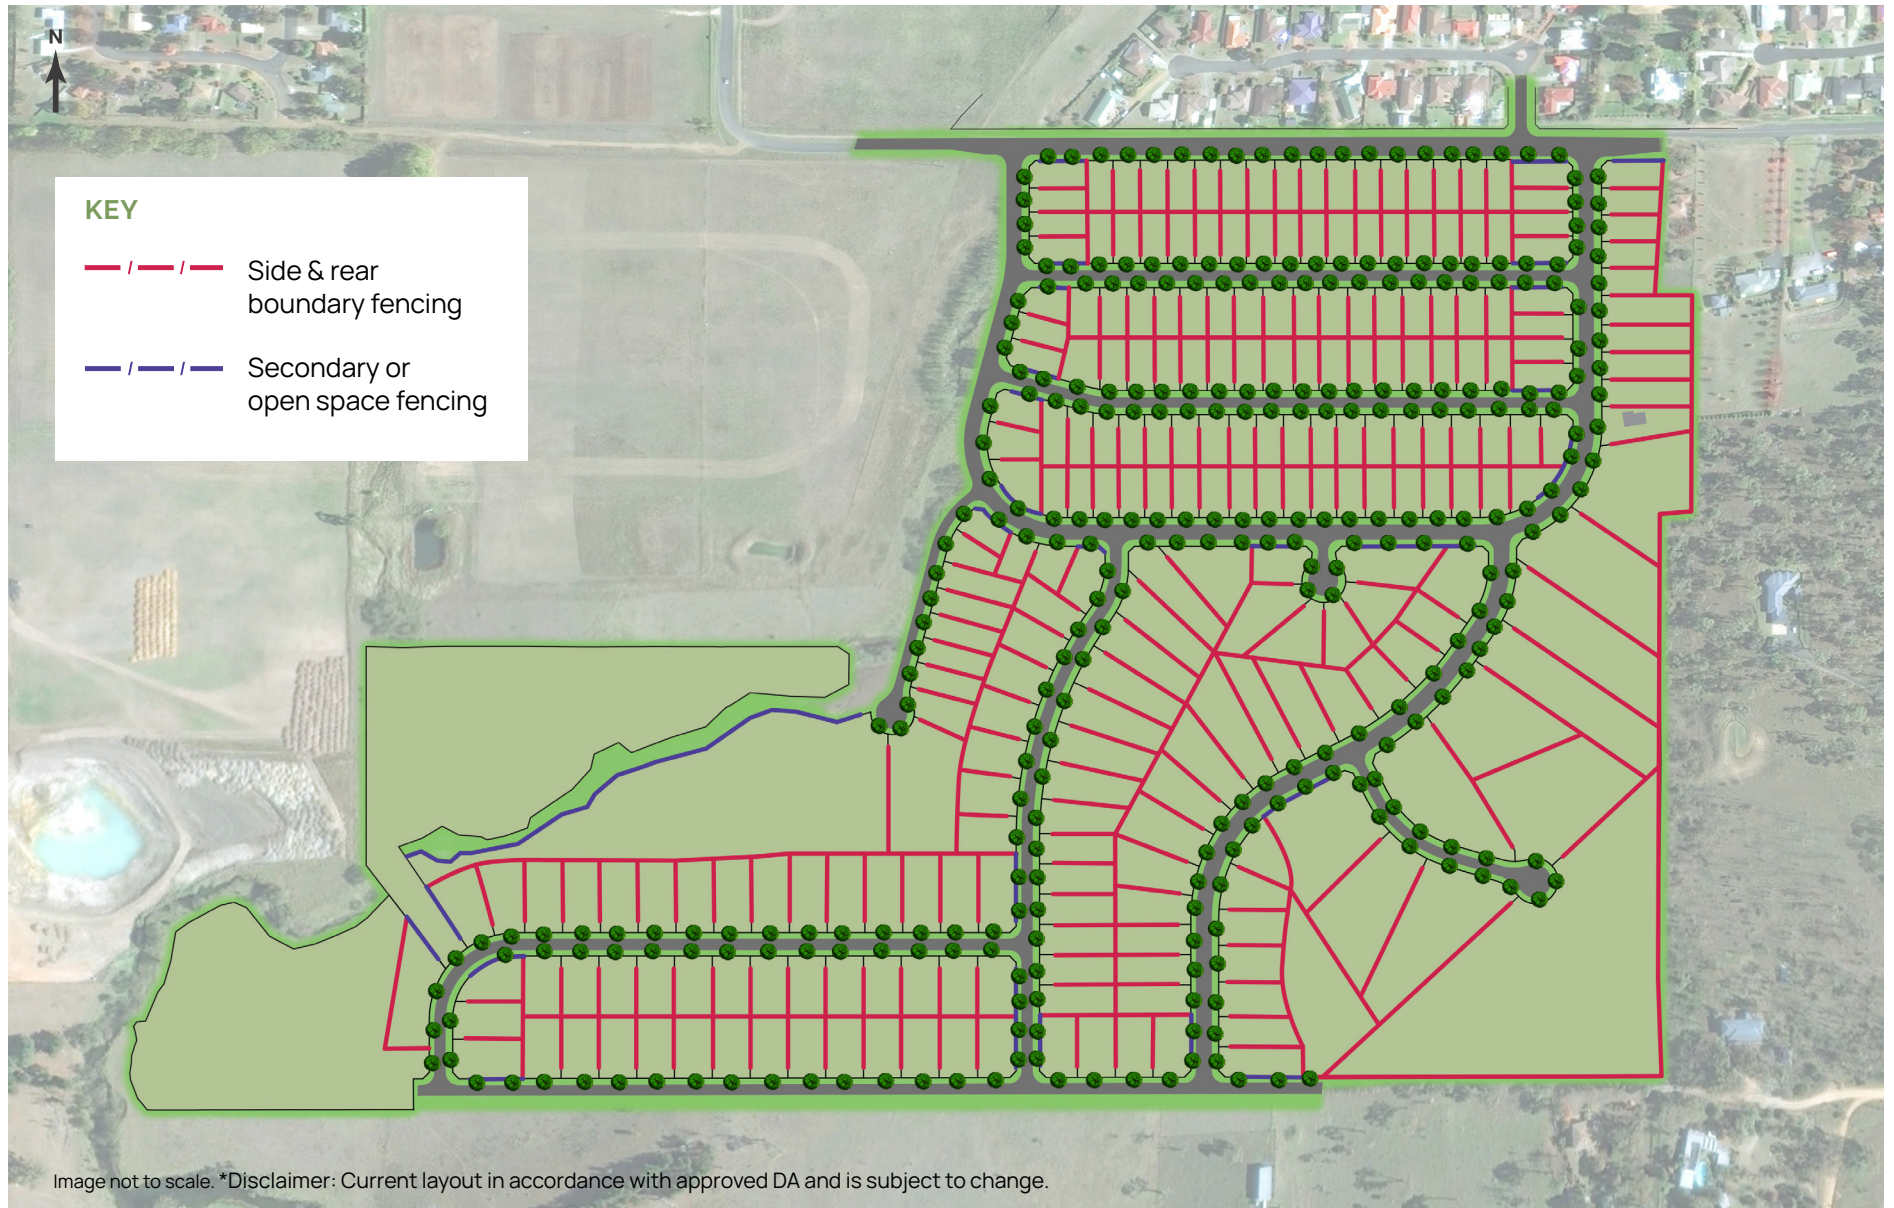 N
KEY
Side & rear
boundary fencing
Secondary or
open space fencing
Image not to scale. *Disclaimer: Current layout in accordance with approved DA and is subject to change.